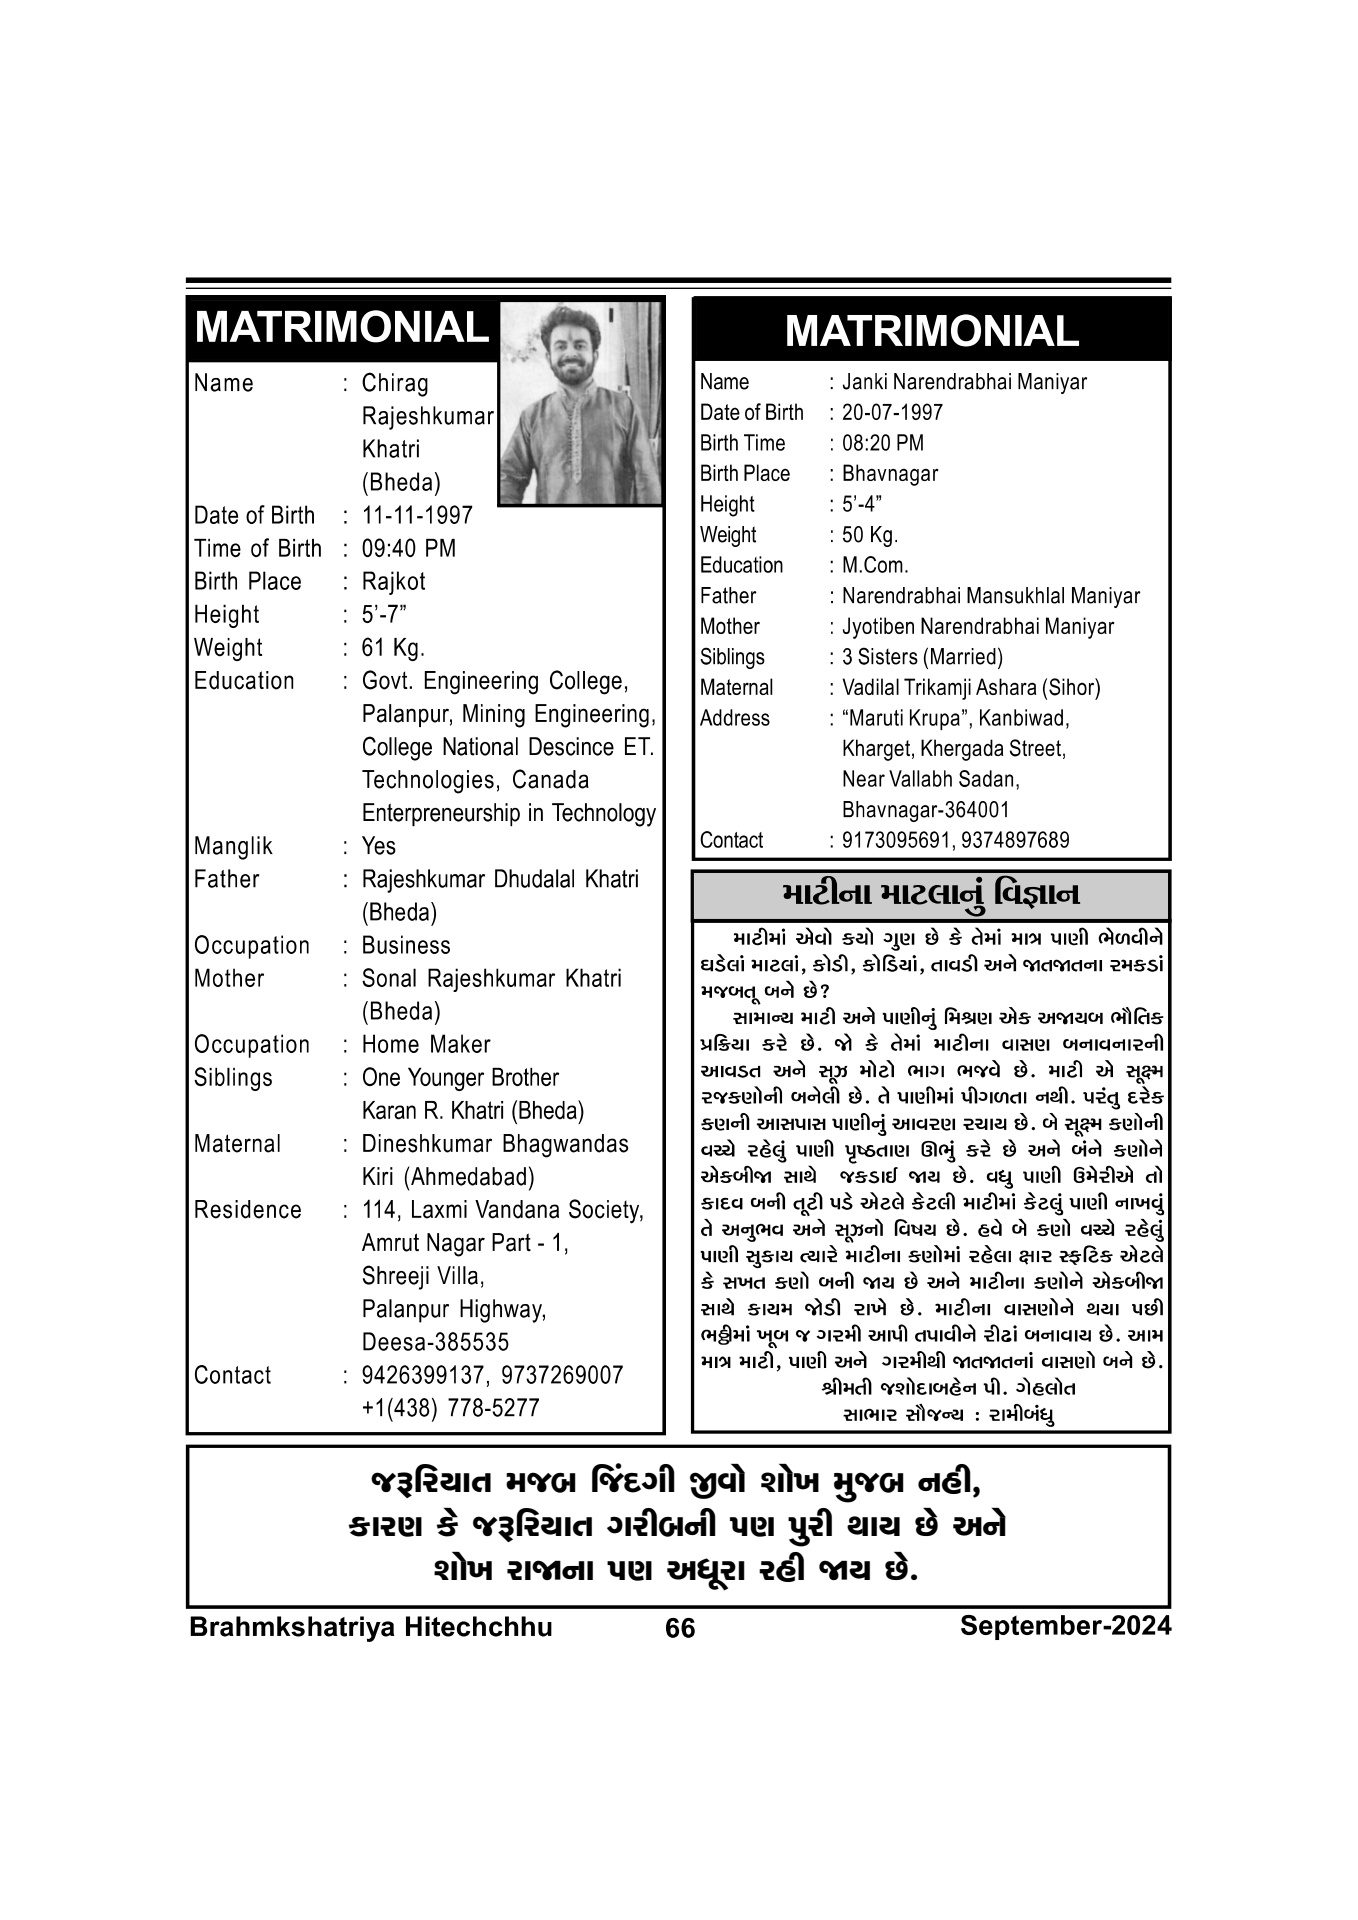 MATRIMONIAL
Name : Chirag
Rajeshkumar
Khatri
(Bheda)
Date of Birth : 11-11-1997
Time of Birth : 09:40 PM
Birth Place : Rajkot
Height : 5’-7”
Weight : 61 Kg.
Education : Govt. Engineering College,
Palanpur, Mining Engineering,
College National Descince ET.
Technologies, Canada
Enterpreneurship in Technology
Manglik : Yes
Father : Rajeshkumar Dhudalal Khatri
(Bheda)
Occupation : Business
Mother : Sonal Rajeshkumar Khatri
(Bheda)
Occupation : Home Maker
Siblings : One Younger Brother
Karan R. Khatri (Bheda)
Maternal : Dineshkumar Bhagwandas
Kiri (Ahmedabad)
Residence : 114, Laxmi Vandana Society,
Amrut Nagar Part - 1,
Shreeji Villa,
Palanpur Highway,
Deesa-385535
Contact : 9426399137, 9737269007
+1(438) 778-5277
MATRIMONIAL
Name : Janki Narendrabhai Maniyar
Date of Birth : 20-07-1997
Birth Time : 08:20 PM
Birth Place : Bhavnagar
Height : 5’-4”
Weight : 50 Kg.
Education : M.Com.
Father : Narendrabhai Mansukhlal Maniyar
Mother : Jyotiben Narendrabhai Maniyar
Siblings : 3 Sisters (Married)
Maternal : Vadilal Trikamji Ashara (Sihor)
Address : “Maruti Krupa”, Kanbiwad,
Kharget, Khergada Street,
Near Vallabh Sadan,
Bhavnagar-364001
Contact : 9173095691, 9374897689
માટીના માટલાનું વિજ્ઞાન
માટીમાં એવો કયો ગુણ છે કે તેમાં માત્ર પાણી ભેળવીને
ઘડેલાં માટલાં, કોડી, કોડિયાં, તાવડી અને જાતજાતના રમકડાં
મજબતૂ બને છે?
સામાન્ય માટી અને પાણીનું મિશ્રણ એક અજાયબ ભૌતિક
પ્રક્રિયા કરે છે. જો કે તેમાં માટીના વાસણ બનાવનારની
આવડત અને સૂઝ મોટો ભાગ ભજવે છે. માટી એ સૂક્ષ્મ
રજકણોની બનેલી છે. તે પાણીમાં પીગળતા નથી. પરંતુ દરેક
કણની આસપાસ પાણીનું આવરણ રચાય છે. બે સૂક્ષ્મ કણોની
વચ્ચે રહેલું પાણી પૃષ્ઠતાણ ઊભું કરે છે અને બંને કણોને
એકબીજા સાથે જકડાઈ જાય છે. વધુ પાણી ઉમેરીએ તો
કાદવ બની તૂટી પડે એટલે કેટલી માટીમાં કેટલું પાણી નાખવું
તે અનુભવ અને સૂઝનો વિષય છે. હવે બે કણો વચ્ચે રહેલું
પાણી સુકાય ત્યારે માટીના કણોમાં રહેલા ક્ષાર સ્ફટિક એટલે
કે સખત કણો બની જાય છે અને માટીના કણોને એકબીજા
સાથે કાયમ જોડી રાખે છે. માટીના વાસણોને થયા પછી
ભઠ્ઠીમાં ખૂબ જ ગરમી આપી તપાવીને રીઢાં બનાવાય છે. આમ
માત્ર માટી, પાણી અને ગરમીથી જાતજાતનાં વાસણો બને છે.
શ્રીમતી જશોદાબહેન પી. ગેહલોત
સાભાર સૌજન્ય : રામીબંધુ
જરૂરિયાત મજબ જિંદગી જીવો શોખ મુજબ નહી,
કારણ કે જરૂરિયાત ગરીબની પણ પુરી થાય છે અને
શોખ રાજાના પણ અધૂરા રહી જાય છે.
Brahmkshatriya Hitechchhu 66 September-2024